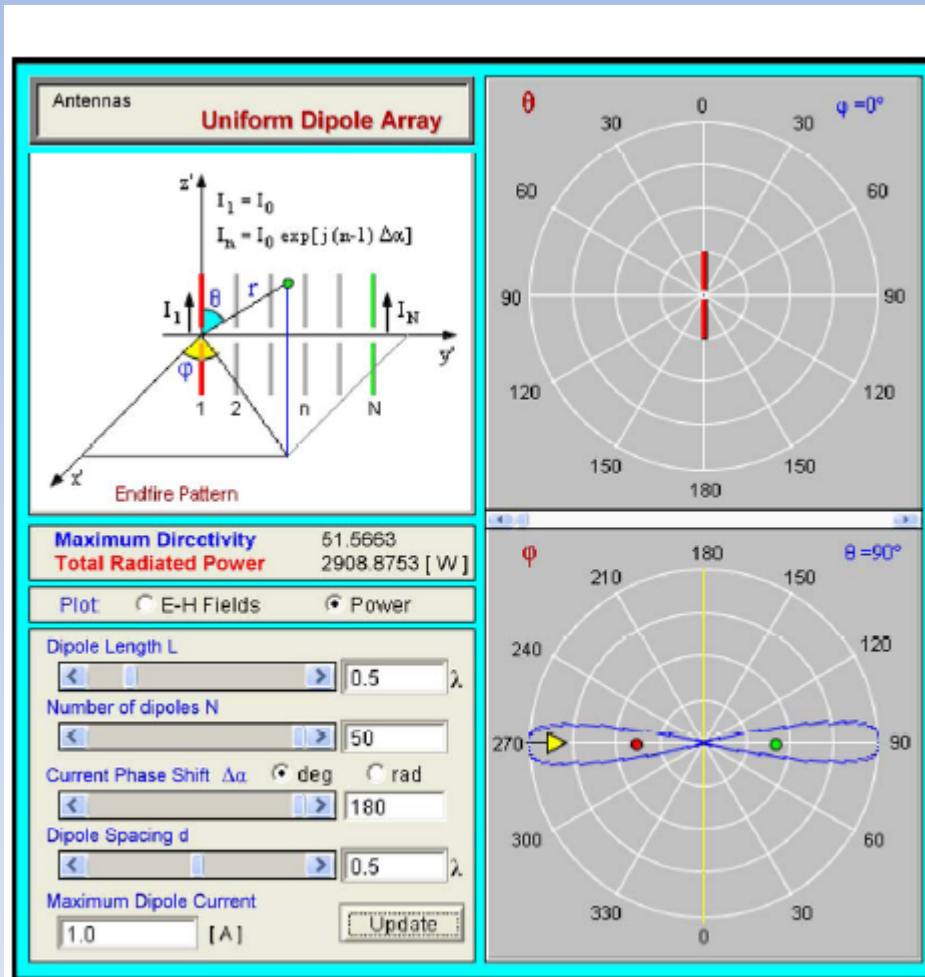 Antennas
Uniform Dipole Array
z'
I1 = I0
In = I0 exp[j(n-1) Δα]
I1
θ
r
IN
y'
φ
1 2 n N
x'
Endfire Pattern
Maximum Directivity 51.5663
Total Radiated Power 2908.8753 [ W ]
Plot: E-H Fields Power
Dipole Length L
0.5 λ
Number of dipoles N
50
Current Phase Shift Δα deg rad
180
Dipole Spacing d
0.5 λ
Maximum Dipole Current
1.0 [ A ]
Update
θ 0 φ =0°
30 30
60 60
90 90
120 120
150 150
180
φ 180 θ =90°
210 150
240 120
270 90
300 60
330 30
0